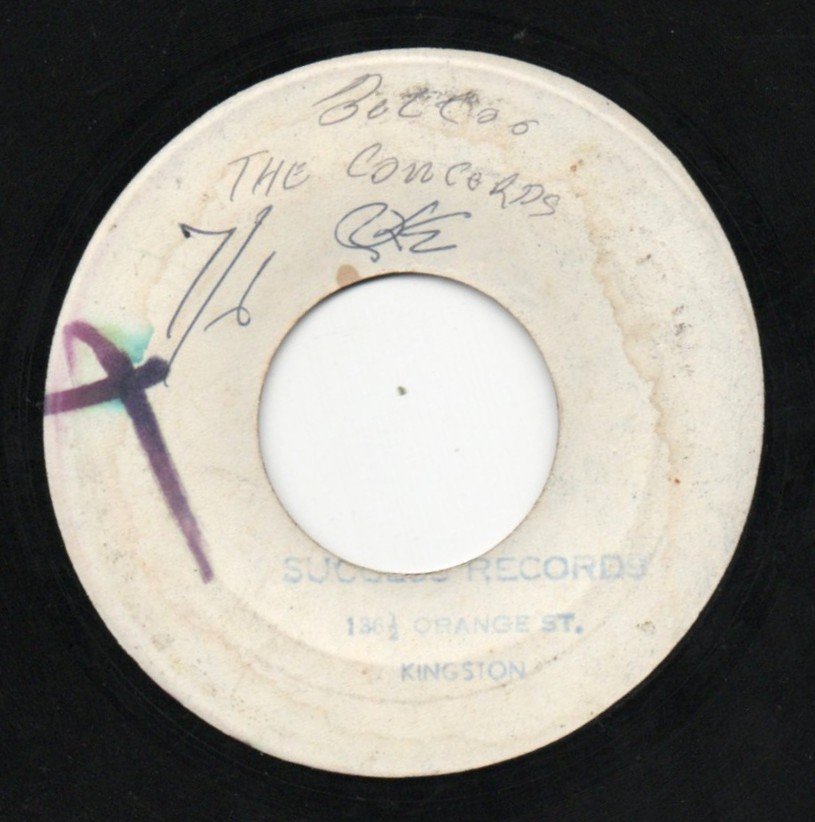 THE CONCORDS
7/6
SUCCESS RECORDS
136½ ORANGE ST.
KINGSTON